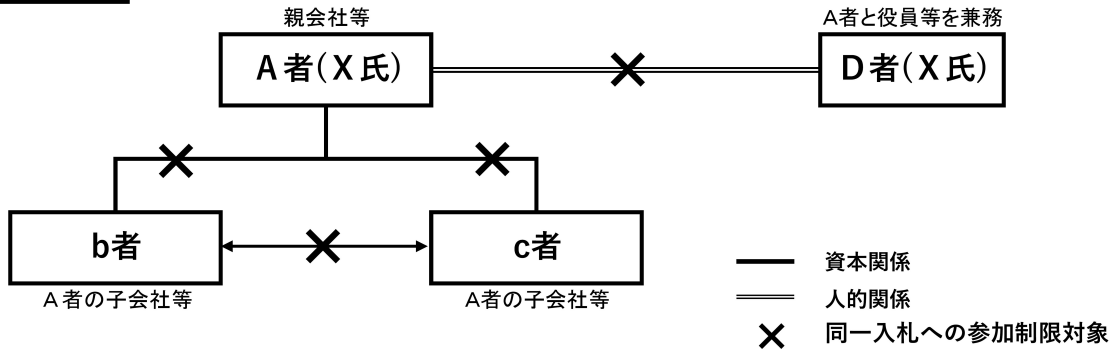 親会社等
A者と役員等を兼務
A者(X氏)
D者(X氏)
b者
c者
A者の子会社等
A者の子会社等
資本関係
人的関係
同一入札への参加制限対象